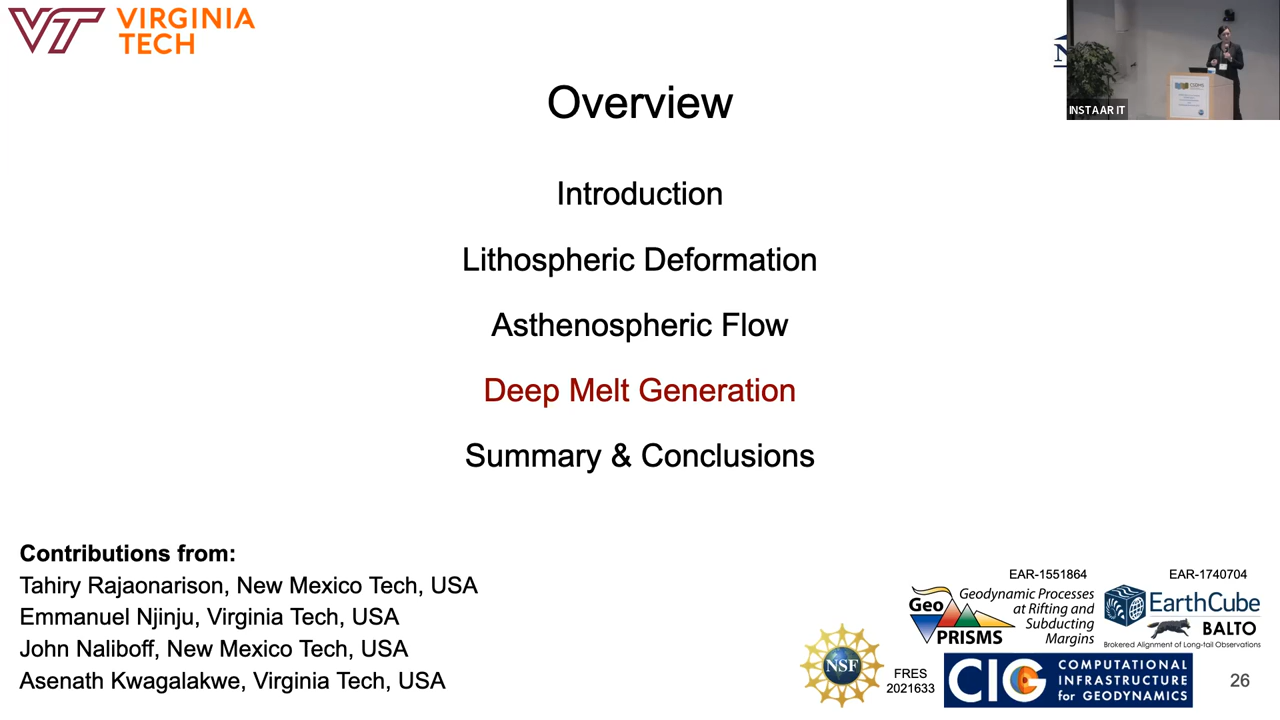 VIRGINIA
TECH
INSTAAR IT
Overview
Introduction
Lithospheric Deformation
Asthenospheric Flow
Deep Melt Generation
Summary & Conclusions
Contributions from:
Tahiry Rajaonarison, New Mexico Tech, USA
Emmanuel Njinju, Virginia Tech, USA
John Naliboff, New Mexico Tech, USA
Asenath Kwagalakwe, Virginia Tech, USA
EAR-1551864
Geo
PRISMS
Geodynamic Processes
at Rifting and
Subducting
Margins
EAR-1740704
EarthCube
BALTO
Brokered Alignment of Long-tail Observations
NSF
FRES
2021633
CIG
COMPUTATIONAL
INFRASTRUCTURE
for GEODYNAMICS
26